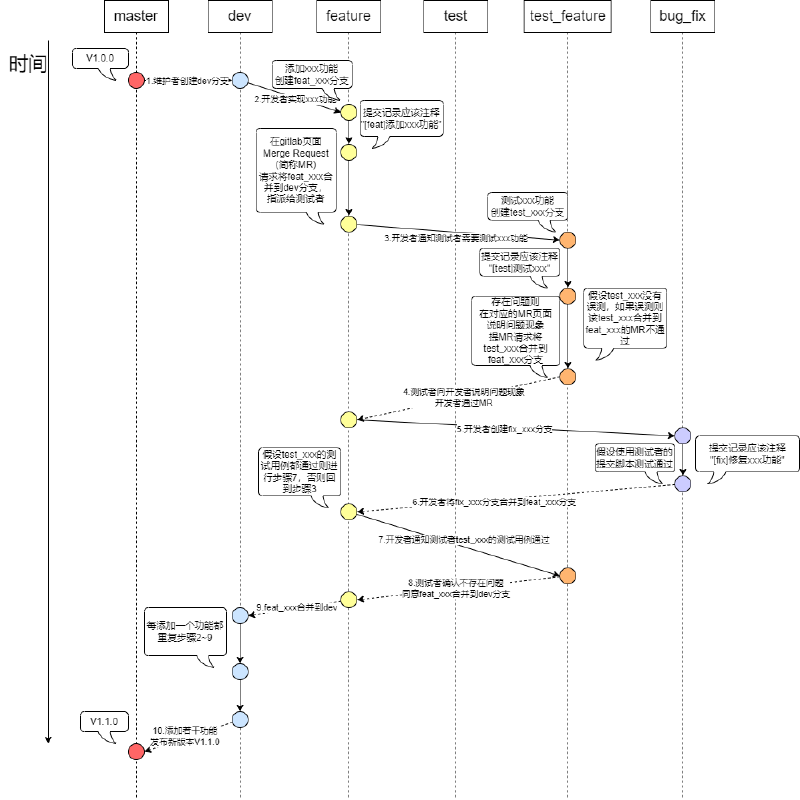 master
dev
feature
test
test_feature
bug_fix
时间
V1.0.0
1.维护者创建dev分支
添加xxx功能
创建feat_xxx分支
2.开发者实现xxx功能
提交记录应该注释
"[feat]添加xxx功能"
在gitlab页面
Merge Request
(简称MR)
请求将feat_xxx合
并到dev分支,
指派给测试者
测试xxx功能
创建test_xxx分支
3.开发者通知测试者需要测试xxx功能
提交记录应该注释
"[test]测试xxx"
存在问题则
在对应的MR页面
说明问题现象
提MR请求将
test_xxx合并到
feat_xxx分支
假设test_xxx没有
误测，如果误测则
该test_xxx合并到
feat_xxx的MR不通
过
4.测试者向开发者说明问题现象
开发者通过MR
5.开发者创建fix_xxx分支
假设test_xxx的测
试用例都通过则进
行步骤7，否则回
到步骤3
假设使用测试者的
提交脚本测试通过
提交记录应该注释
"[fix]修复xxx功能"
6.开发者将fix_xxx分支合并到feat_xxx分支
7.开发者通知测试者test_xxx的测试用例通过
8.测试者确认不存在问题
同意feat_xxx合并到dev分支
9.feat_xxx合并到dev
每添加一个功能都
重复步骤2~9
V1.1.0
10.添加若干功能
发布新版本V1.1.0